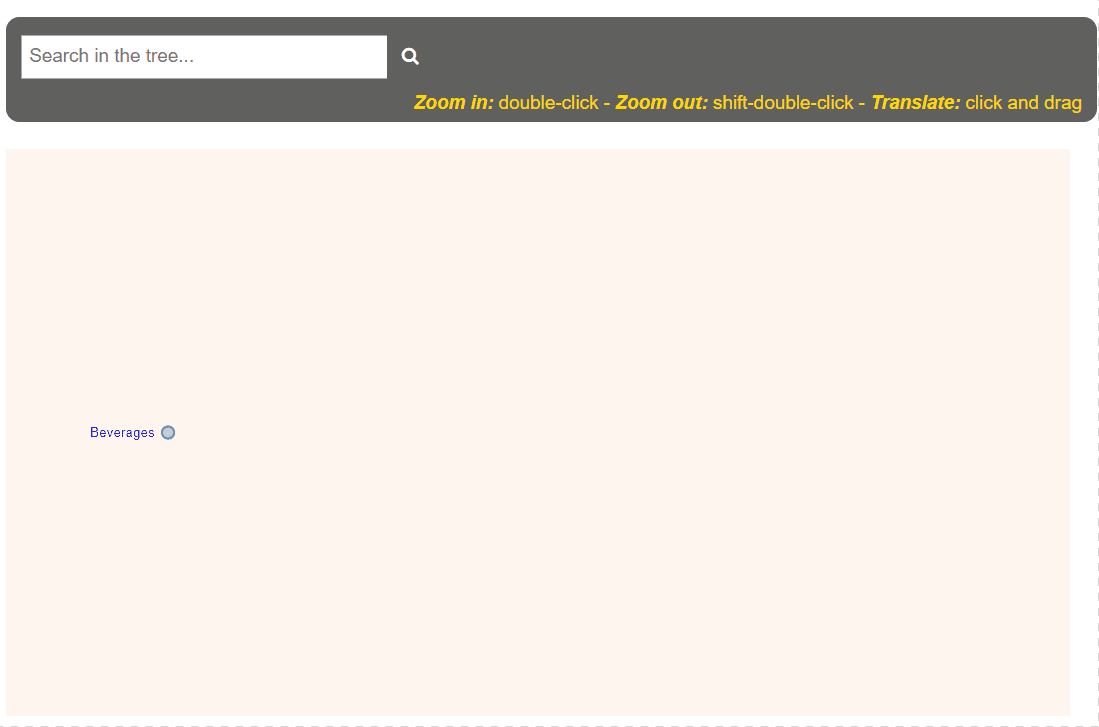 Search in the tree...
Zoom in: double-click - Zoom out: shift-double-click - Translate: click and drag
Beverages